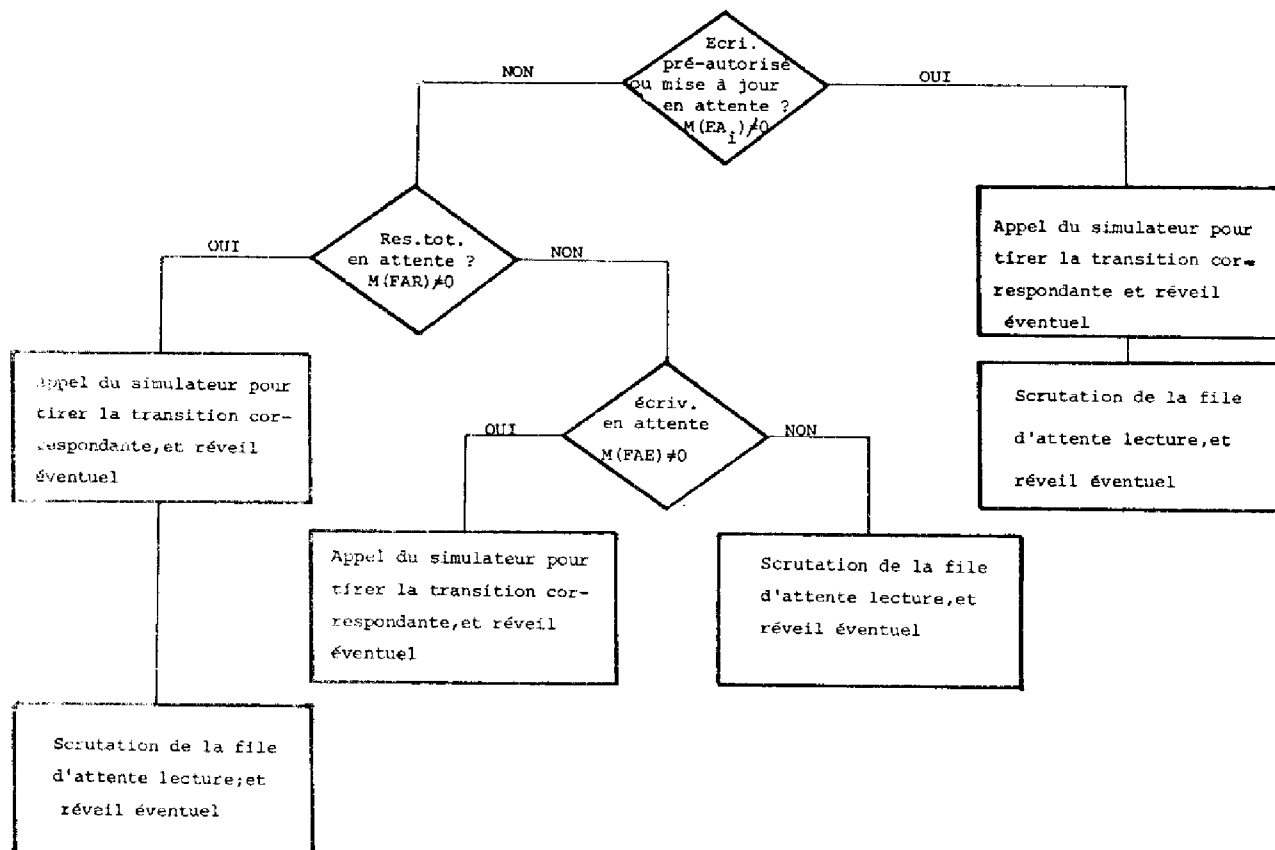 Ecri.
pré-autorisé
ou mise à jour
en attente ?
M(EA_i)≠0
NON
OUI
Res.tot.
en attente ?
M(FAR)≠0
OUI
NON
Appel du simulateur pour
tirer la transition cor-
respondante et réveil
éventuel
Appel du simulateur pour
tirer la transition cor-
respondante,et réveil
éventuel
écriv.
en attente
M(FAE)≠0
OUI
NON
Scrutation de la file
d'attente lecture,et
réveil éventuel
Appel du simulateur pour
tirer la transition cor-
respondante,et réveil
éventuel
Scrutation de la file
d'attente lecture,et
réveil éventuel
Scrutation de la file
d'attente lecture;et
réveil éventuel